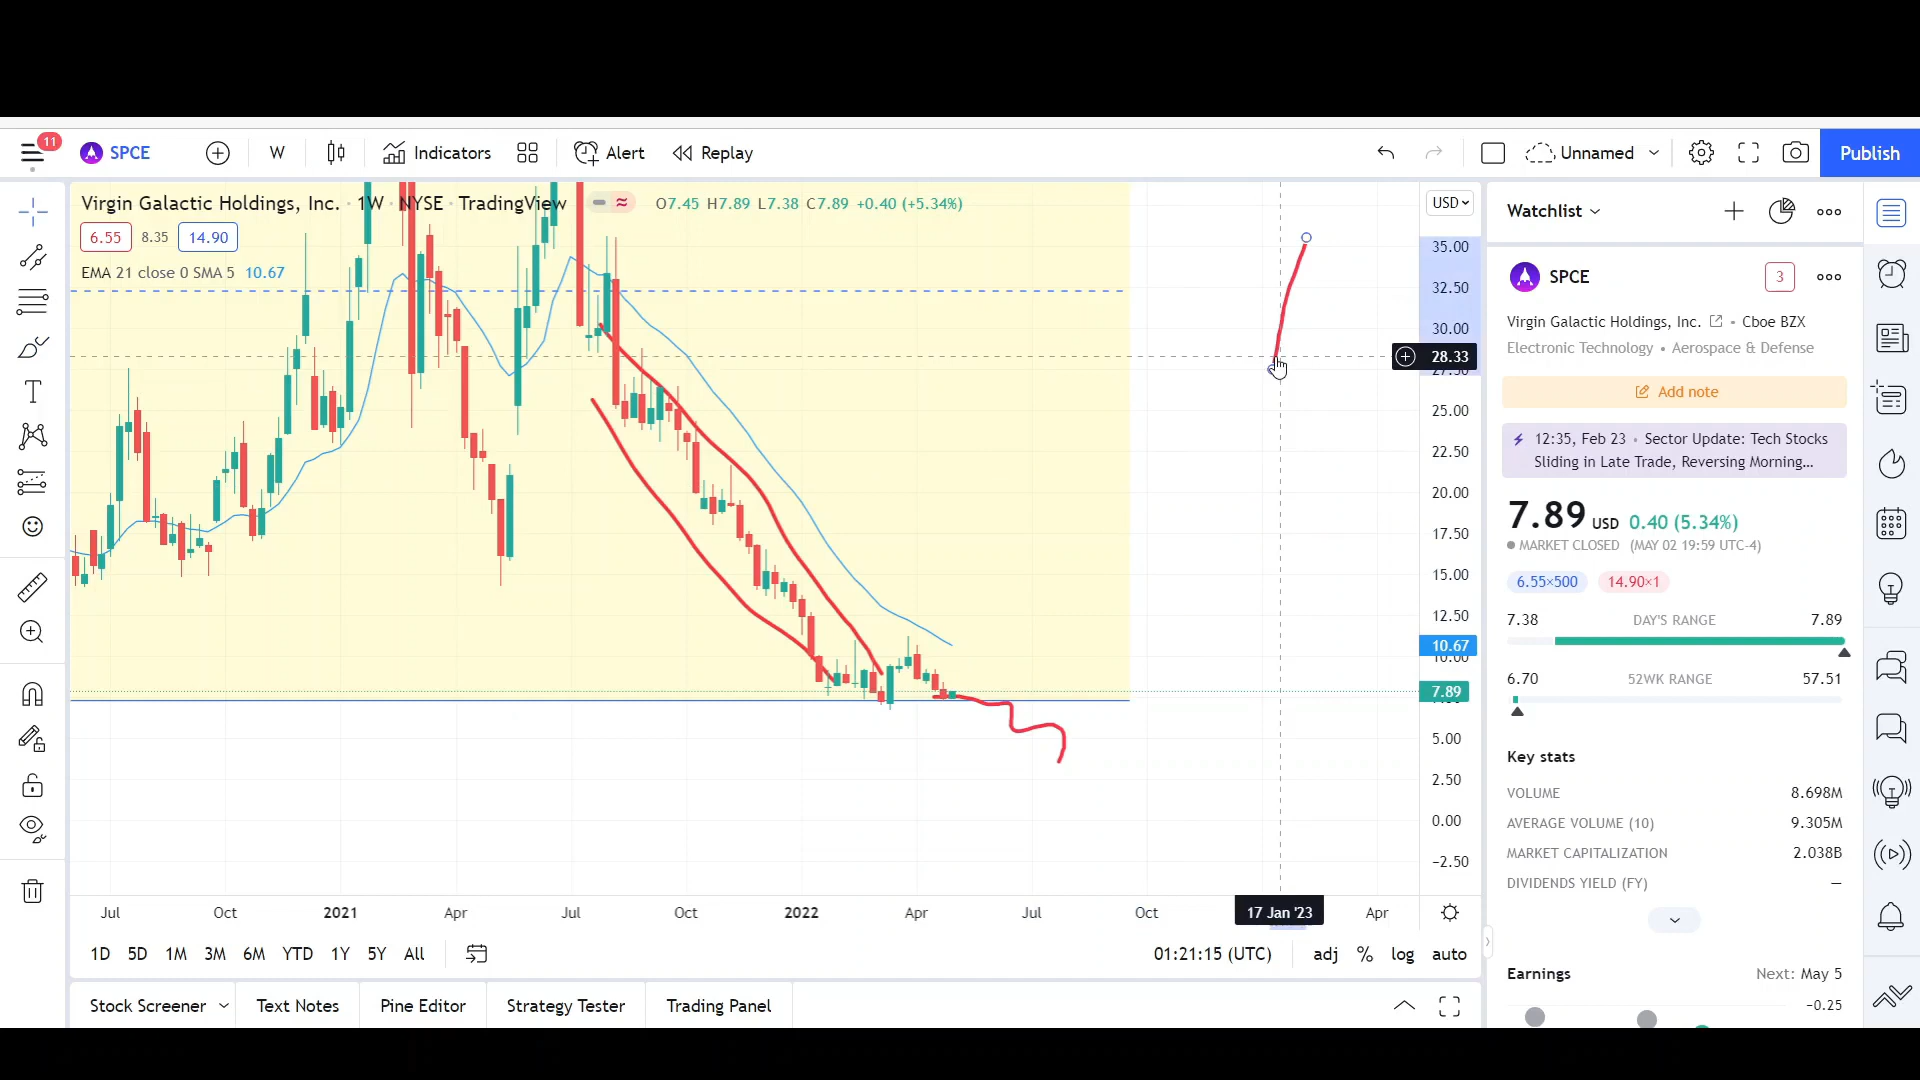 11
SPCE
W
Indicators
Alert
Replay
Unnamed
Publish
Virgin Galactic Holdings, Inc. · 1W · NYSE · TradingView
O7.45 H7.89 L7.38 C7.89 +0.40 (+5.34%)
6.55 8.35 14.90
EMA 21 close 0 SMA 5 10.67
USD
35.00
32.50
30.00
28.33
25.00
22.50
20.00
17.50
15.00
12.50
10.67
10.00
7.89
5.00
2.50
0.00
−2.50
Jul Oct 2021 Apr Jul Oct 2022 Apr Jul Oct 17 Jan '23 Apr
1D 5D 1M 3M 6M YTD 1Y 5Y All
01:21:15 (UTC) adj % log auto
Stock Screener Text Notes Pine Editor Strategy Tester Trading Panel
Watchlist
SPCE 3
Virgin Galactic Holdings, Inc. • Cboe BZX
Electronic Technology • Aerospace & Defense
Add note
12:35, Feb 23 • Sector Update: Tech Stocks
Sliding in Late Trade, Reversing Morning...
7.89 USD 0.40 (5.34%)
MARKET CLOSED (MAY 02 19:59 UTC-4)
6.55×500 14.90×1
7.38 DAY'S RANGE 7.89
6.70 52WK RANGE 57.51
Key stats
VOLUME 8.698M
AVERAGE VOLUME (10) 9.305M
MARKET CAPITALIZATION 2.038B
DIVIDENDS YIELD (FY) —
Earnings Next: May 5
−0.25